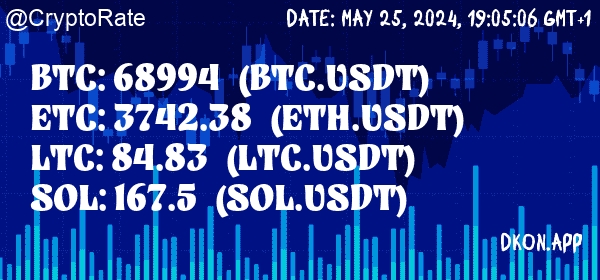 @CryptoRate
DATE: MAY 25, 2024, 19:05:06 GMT+1
BTC: 68994 (BTC.USDT)
ETC: 3742.38 (ETH.USDT)
LTC: 84.83 (LTC.USDT)
SOL: 167.5 (SOL.USDT)
DKON.APP